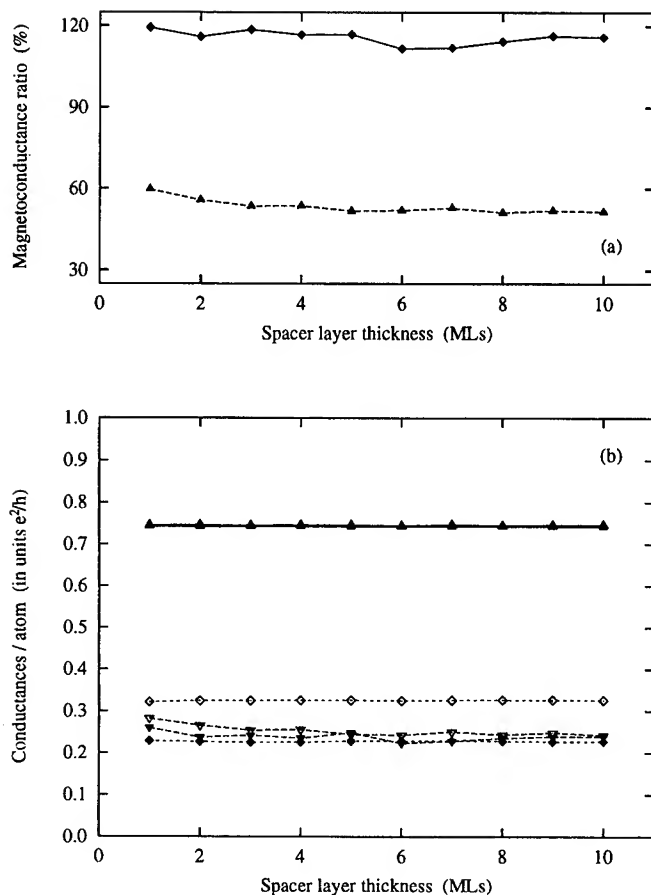 120
90
60
30
Magnetoconductance ratio (%)
(a)
0 2 4 6 8 10
Spacer layer thickness (MLs)
1.0
0.9
0.8
0.7
0.6
0.5
0.4
0.3
0.2
0.1
0.0
Conductances / atom (in units e²/h)
(b)
0 2 4 6 8 10
Spacer layer thickness (MLs)